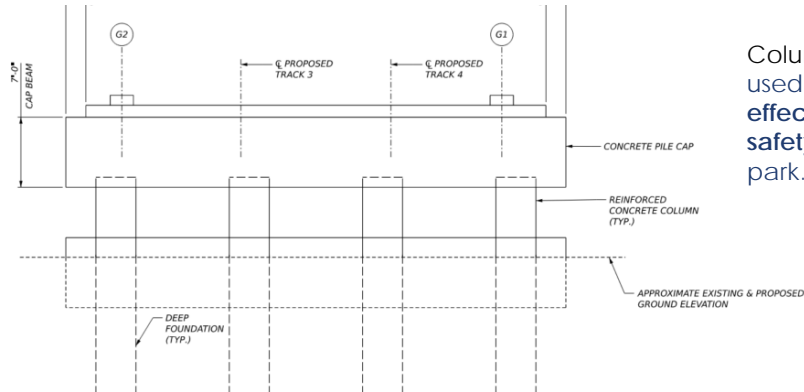 G2
G1
℄ PROPOSED
TRACK 3
℄ PROPOSED
TRACK 4
7'-0"
CAP BEAM
CONCRETE PILE CAP
REINFORCED
CONCRETE COLUMN
(TYP.)
APPROXIMATE EXISTING & PROPOSED
GROUND ELEVATION
DEEP
FOUNDATION
(TYP.)
Colu
used
effec
safet
park.